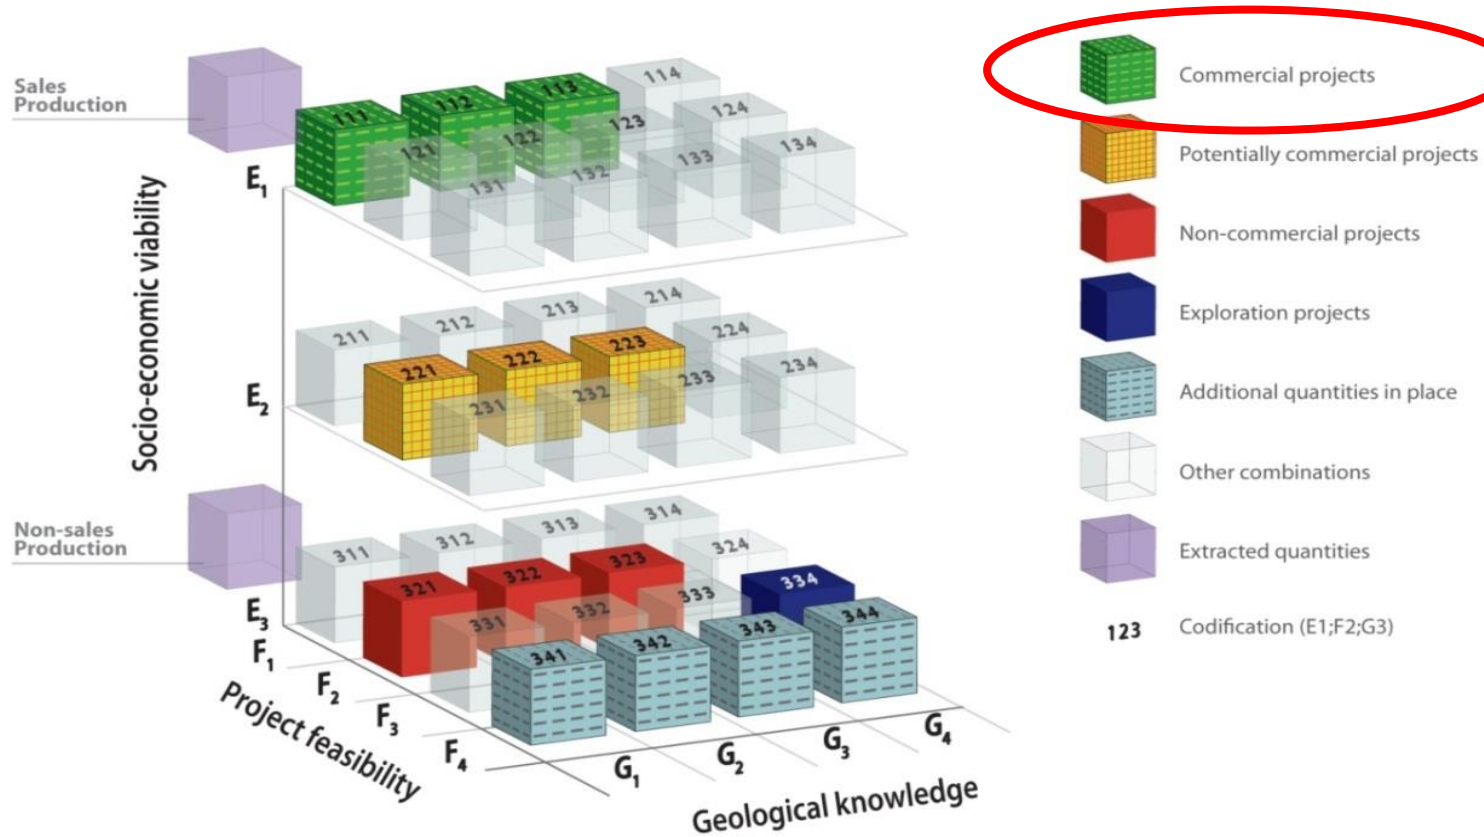 Sales
Production
Socio-economic viability
E1
111
112
113
114
121
122
123
124
131
132
133
134
E2
211
212
213
214
221
222
223
224
231
232
233
234
Non-sales
Production
E3
311
312
313
314
321
322
323
324
331
332
333
334
341
342
343
344
F1
F2
F3
F4
Project feasibility
G1
G2
G3
G4
Geological knowledge
Commercial projects
Potentially commercial projects
Non-commercial projects
Exploration projects
Additional quantities in place
Other combinations
Extracted quantities
123 Codification (E1;F2;G3)